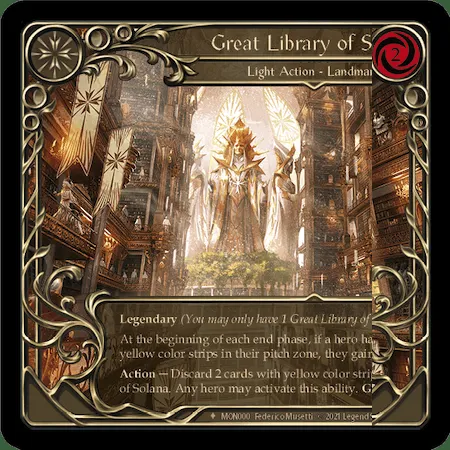 Great Library of S
2
Light Action - Landmar
Legendary (You may only have 1 Great Library of
At the beginning of each end phase, if a hero ha
yellow color strips in their pitch zone, they gai
Action — Discard 2 cards with yellow color stri
of Solana. Any hero may activate this ability. G
MON000 Federico Musetti · 2021 Legend